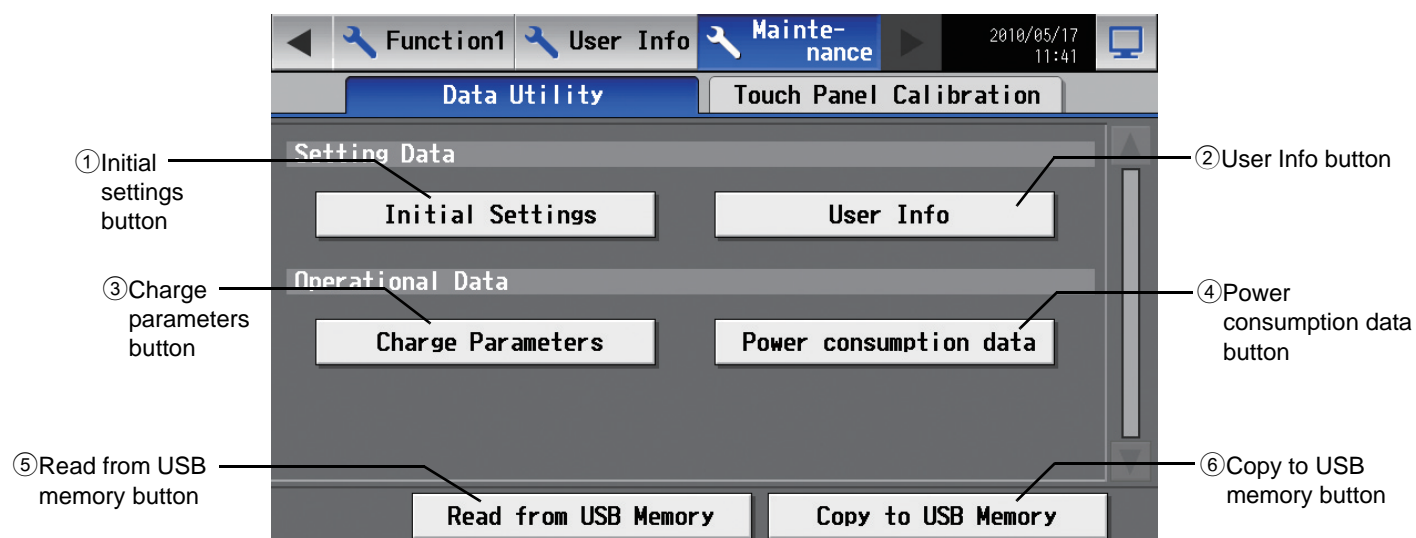 Function1 User Info Mainte-
nance 2010/05/17
11:41
Data Utility Touch Panel Calibration
①Initial
settings
button
Setting Data
②User Info button
Initial Settings User Info
③Charge
parameters
button
Operational Data
④Power
consumption data
button
Charge Parameters Power consumption data
⑤Read from USB
memory button
⑥Copy to USB
memory button
Read from USB Memory Copy to USB Memory